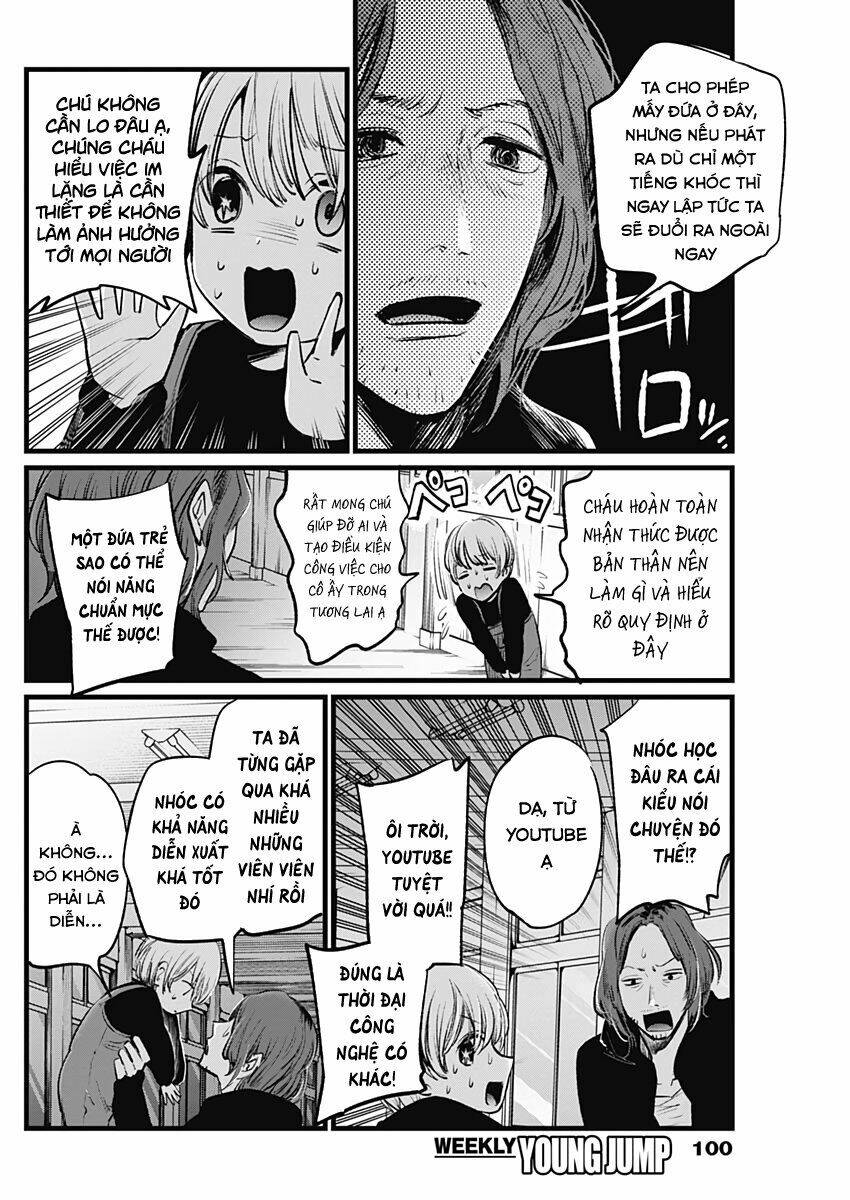 TA CHO PHÉP
MẤY ĐỨA Ở ĐÂY,
NHƯNG NẾU PHÁT
RA DÙ CHỈ MỘT
TIẾNG KHÓC THÌ
NGAY LẬP TỨC TA
SẼ ĐUỔI RA NGOÀI
NGAY
ギロ
CHÚ KHÔNG
CẦN LO ĐÂU Ạ,
CHÚNG CHÁU
HIỂU VIỆC IM
LẶNG LÀ CẦN
THIẾT ĐỂ KHÔNG
LÀM ẢNH HƯỞNG
TỚI MỌI NGƯỜI
CHÁU HOÀN TOÀN
NHẬN THỨC ĐƯỢC
BẢN THÂN NÊN
LÀM GÌ VÀ HIỂU
RÕ QUY ĐỊNH Ở
ĐÂY
ペコ
ペコ
RẤT MONG CHÚ
GIÚP ĐỠ AI VÀ
TẠO ĐIỀU KIỆN
CÔNG VIỆC CHO
CÔ ẤY TRONG
TƯƠNG LAI Ạ
MỘT ĐỨA TRẺ
SAO CÓ THỂ
NÓI NĂNG
CHUẨN MỰC
THẾ ĐƯỢC!
NHÓC HỌC
ĐÂU RA CÁI
KIỂU NÓI
CHUYỆN ĐÓ
THẾ!?
DẠ, TỪ
YOUTUBE
Ạ
ÔI TRỜI,
YOUTUBE
TUYỆT
VỜI QUÁ!!
ĐÚNG LÀ
THỜI ĐẠI
CÔNG
NGHỆ CÓ
KHÁC!
TA ĐÃ
TỪNG GẶP
QUA KHÁ
NHIỀU
NHỮNG
VIÊN VIÊN
NHÍ RỒI
NHÓC CÓ
KHẢ NĂNG
DIỄN XUẤT
KHÁ TỐT
ĐÓ
À
KHÔNG...
ĐÓ KHÔNG
PHẢI LÀ
DIỄN...
WEEKLY YOUNG JUMP 100